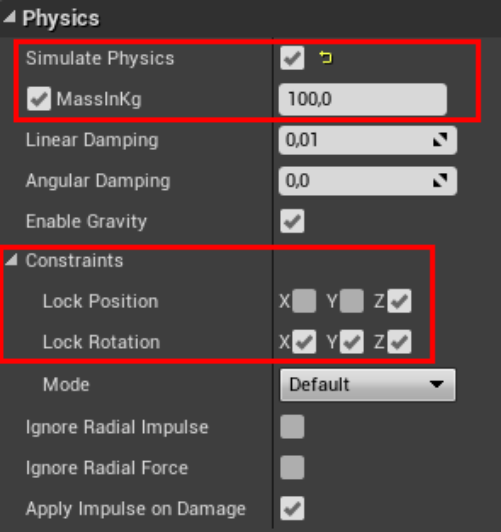 Physics
Simulate Physics
MassInKg 100,0
Linear Damping 0,01
Angular Damping 0,0
Enable Gravity
Constraints
Lock Position X Y Z
Lock Rotation X Y Z
Mode Default
Ignore Radial Impulse
Ignore Radial Force
Apply Impulse on Damage